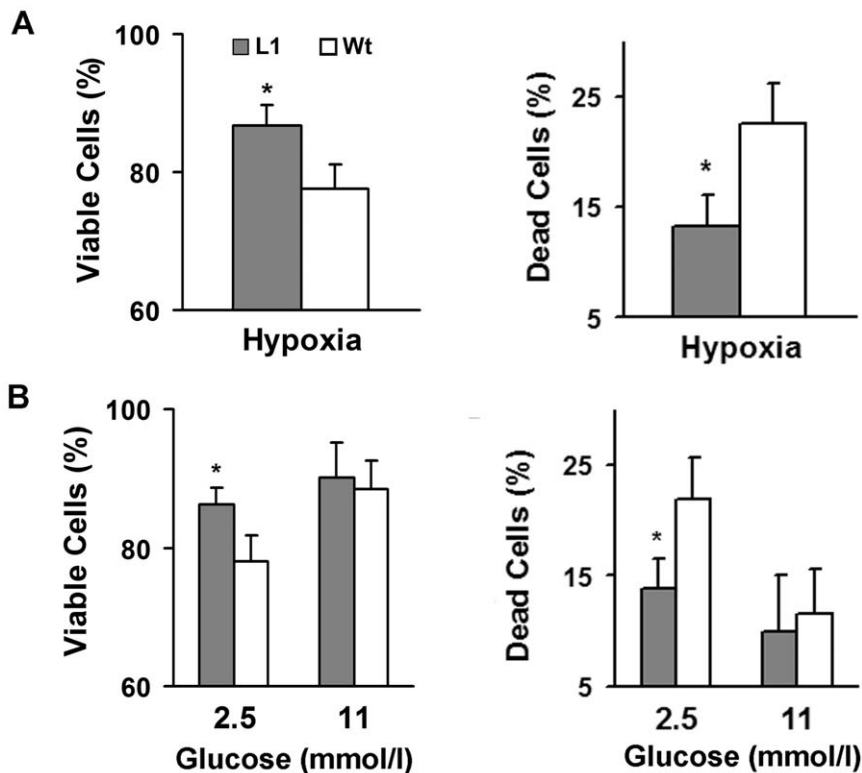 A
Viable Cells (%)
100
80
60
L1 Wt
*
Hypoxia
Dead Cells (%)
25
15
5
*
Hypoxia
B
Viable Cells (%)
100
80
60
*
2.5 11
Glucose (mmol/l)
Dead Cells (%)
25
15
5
*
2.5 11
Glucose (mmol/l)